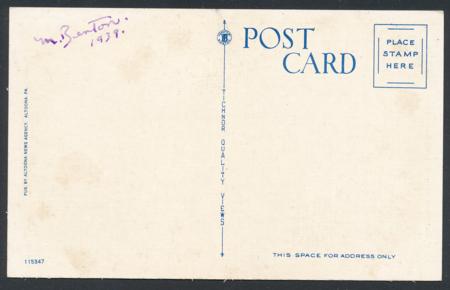 M. Benton.
1939.
POST
CARD
PLACE
STAMP
HERE
PUB. BY ALTOONA NEWS AGENCY, ALTOONA, PA.
TICHNOR QUALITY VIEWS
115347
THIS SPACE FOR ADDRESS ONLY